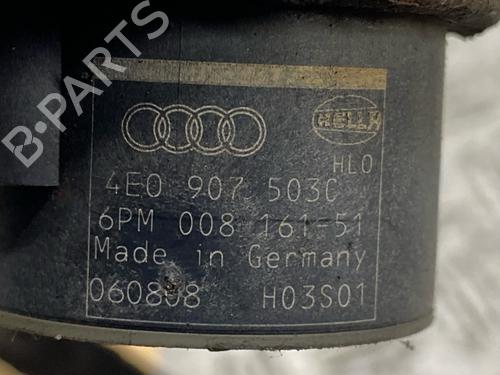 B-PARTS
HELLA
HLO
4E0 907 503C
6PM 008 161-51
Made in Germany
060808 H03S01